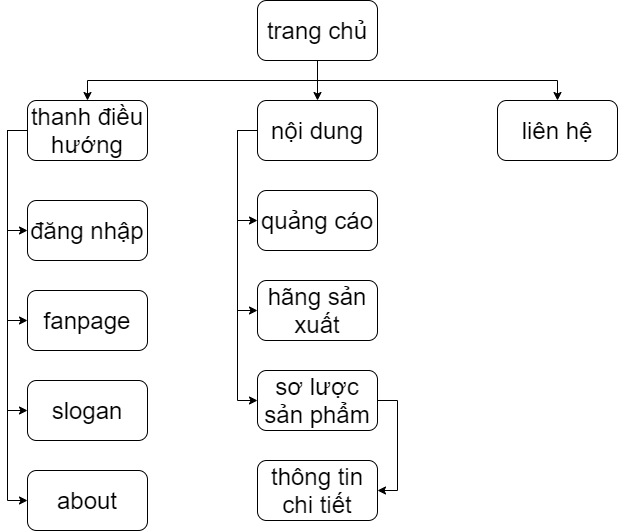 trang chủ
thanh điều
hướng
nội dung
liên hệ
đăng nhập
quảng cáo
fanpage
hãng sản
xuất
slogan
sơ lược
sản phẩm
about
thông tin
chi tiết